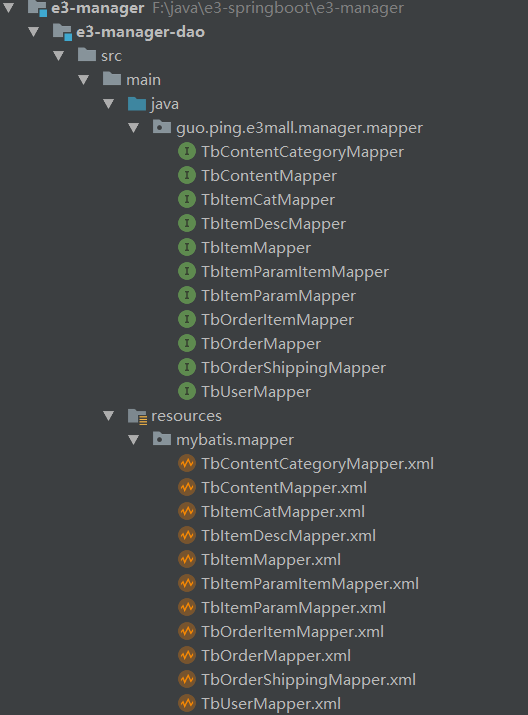 e3-manager F:\java\e3-springboot\e3-manager
e3-manager-dao
src
main
java
guo.ping.e3mall.manager.mapper
I TbContentCategoryMapper
I TbContentMapper
I TbItemCatMapper
I TbItemDescMapper
I TbItemMapper
I TbItemParamItemMapper
I TbItemParamMapper
I TbOrderItemMapper
I TbOrderMapper
I TbOrderShippingMapper
I TbUserMapper
resources
mybatis.mapper
TbContentCategoryMapper.xml
TbContentMapper.xml
TbItemCatMapper.xml
TbItemDescMapper.xml
TbItemMapper.xml
TbItemParamItemMapper.xml
TbItemParamMapper.xml
TbOrderItemMapper.xml
TbOrderMapper.xml
TbOrderShippingMapper.xml
TbUserMapper.xml